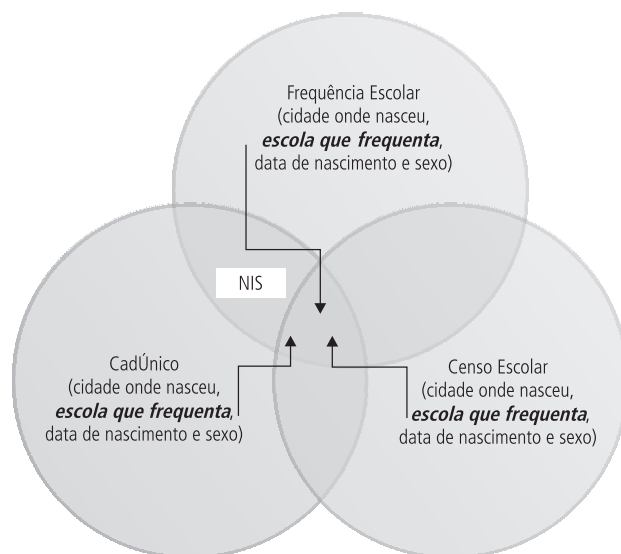 Frequência Escolar
(cidade onde nasceu,
escola que frequenta,
data de nascimento e sexo)
NIS
CadÚnico
(cidade onde nasceu,
escola que frequenta,
data de nascimento e sexo)
Censo Escolar
(cidade onde nasceu,
escola que frequenta,
data de nascimento e sexo)